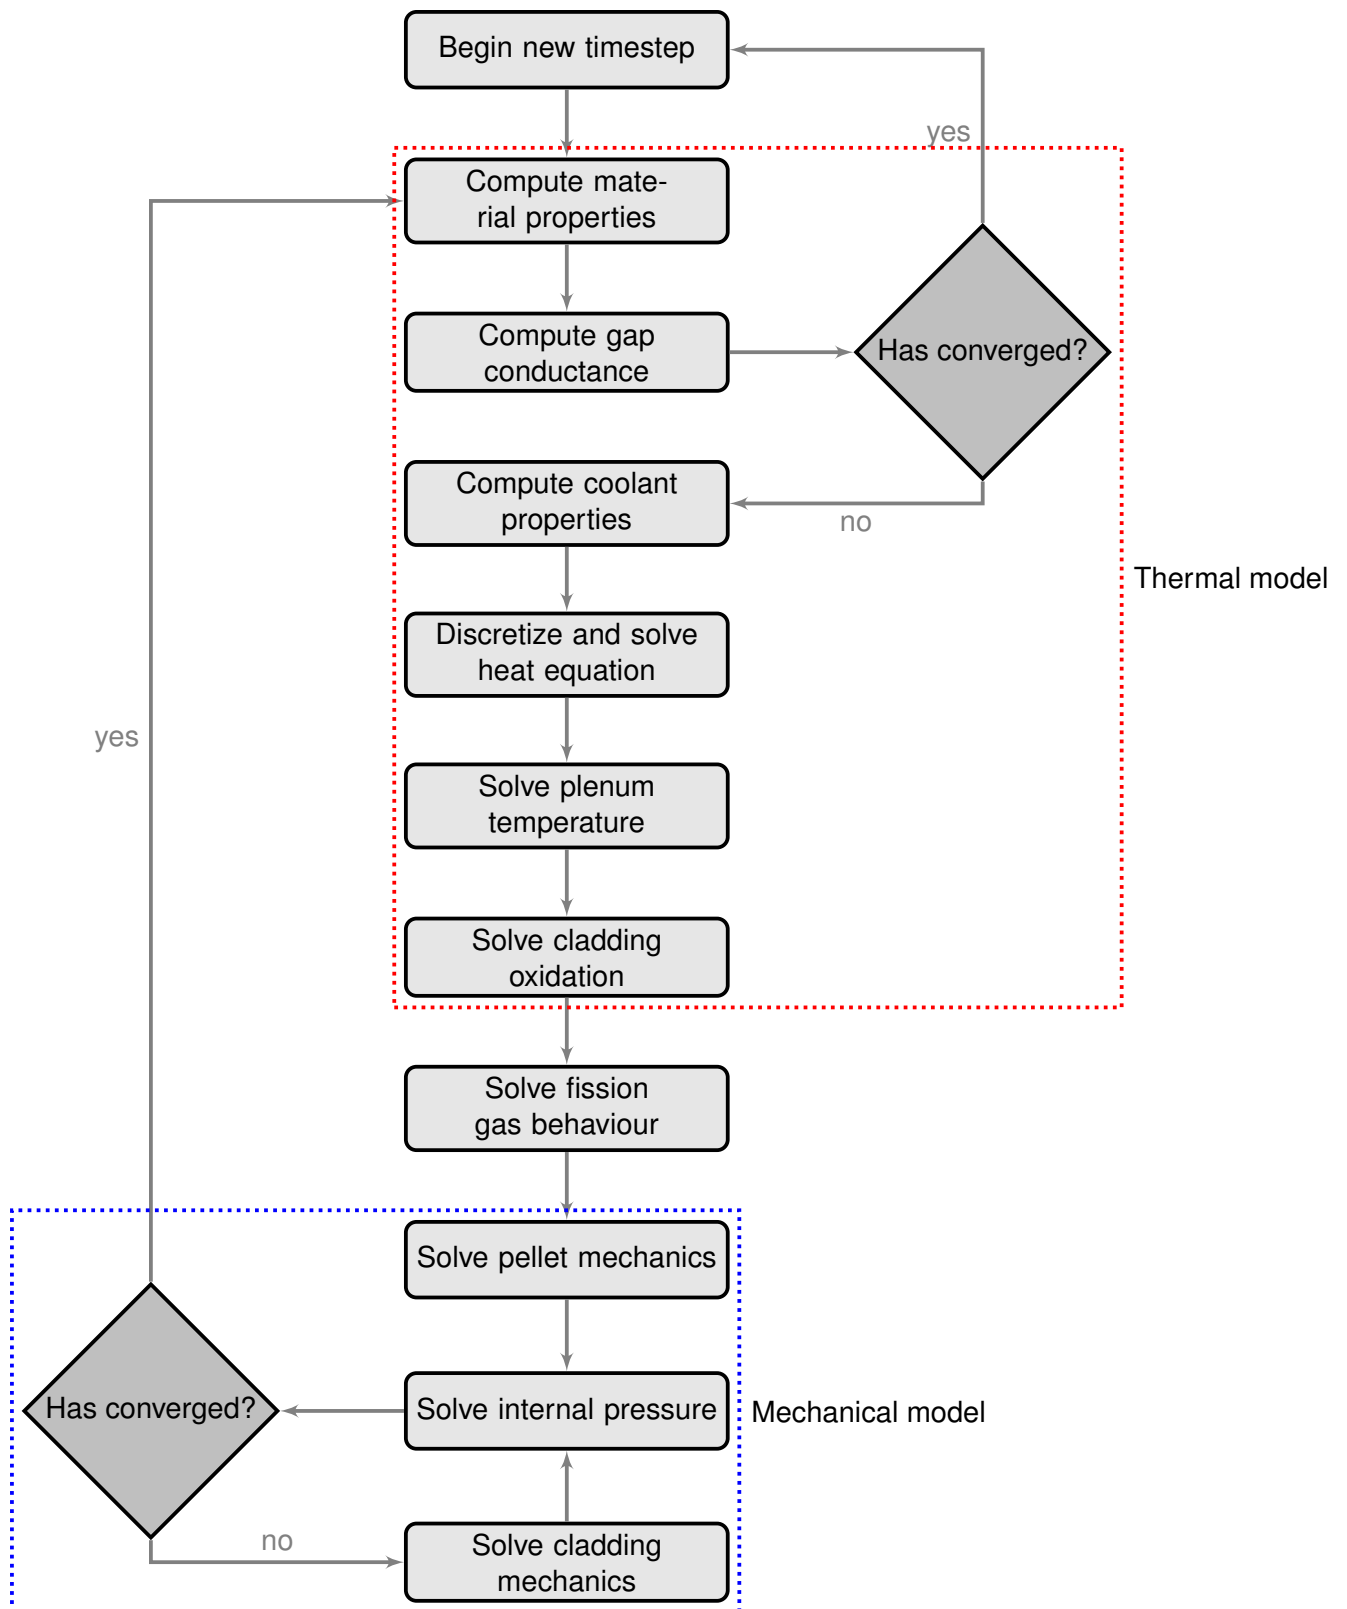 Begin new timestep
yes
Compute mate-
rial properties
Compute gap
conductance
Has converged?
Compute coolant
properties
no
Thermal model
Discretize and solve
heat equation
yes
Solve plenum
temperature
Solve cladding
oxidation
Solve fission
gas behaviour
Solve pellet mechanics
Has converged?
Solve internal pressure
Mechanical model
no
Solve cladding
mechanics